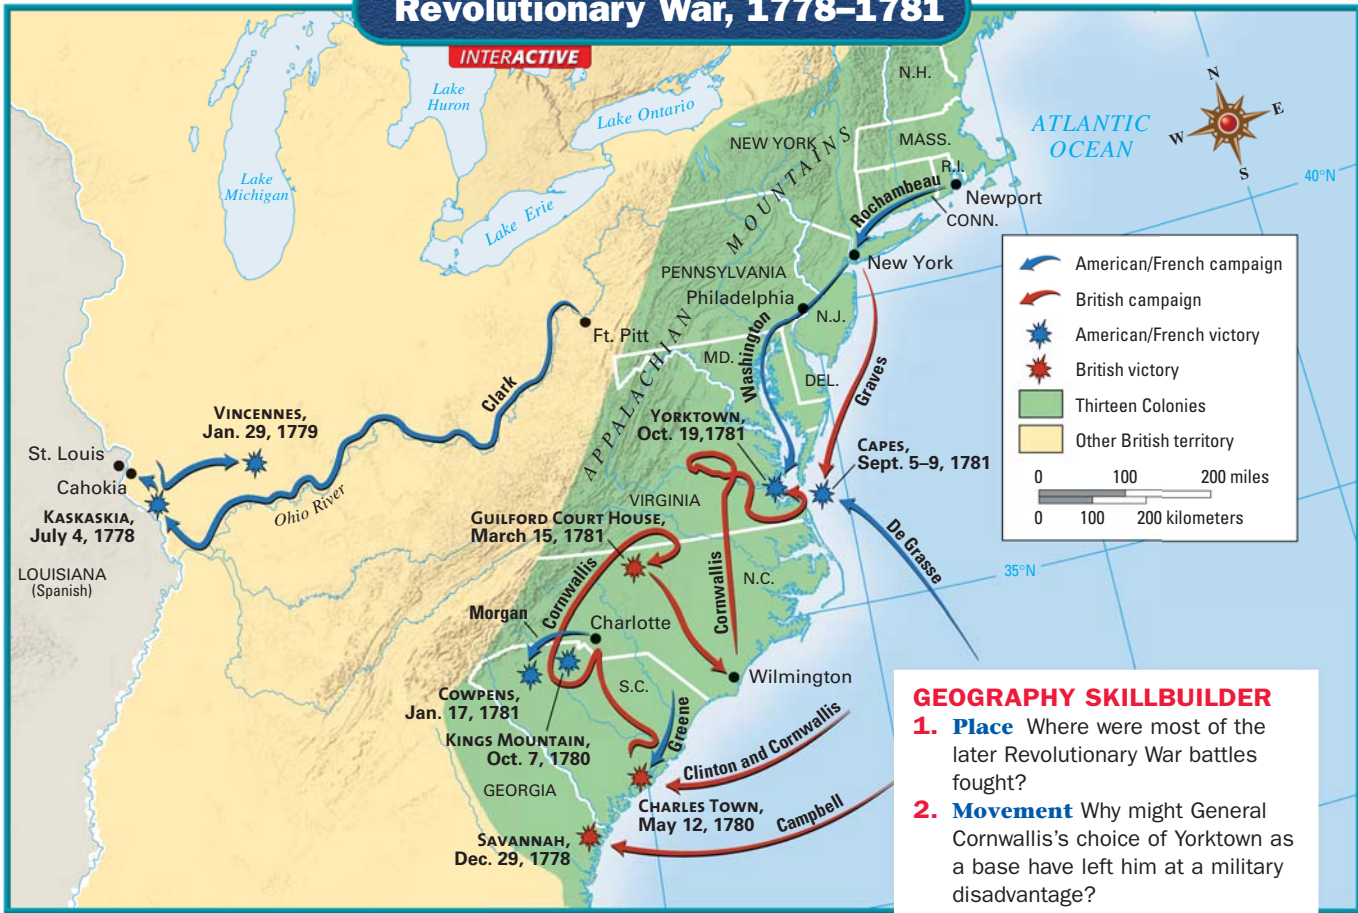 Revolutionary War, 1778–1781
INTERACTIVE
Lake
Huron
Lake Ontario
Lake
Michigan
Lake Erie
N.H.
NEW YORK
MASS.
R.I.
Rochambeau
Newport
CONN.
ATLANTIC
OCEAN
N
E
W
S
40°N
APPALACHIAN MOUNTAINS
New York
PENNSYLVANIA
Philadelphia
N.J.
Ft. Pitt
MD.
Washington
DEL.
Graves
Clark
VINCENNES,
Jan. 29, 1779
St. Louis
Cahokia
KASKASKIA,
July 4, 1778
Ohio River
LOUISIANA
(Spanish)
YORKTOWN,
Oct. 19,1781
CAPES,
Sept. 5–9, 1781
VIRGINIA
GUILFORD COURT HOUSE,
March 15, 1781
De Grasse
35°N
Cornwallis
Cornwallis
N.C.
Morgan
Charlotte
Wilmington
COWPENS,
Jan. 17, 1781
S.C.
Greene
KINGS MOUNTAIN,
Oct. 7, 1780
GEORGIA
Clinton and Cornwallis
CHARLES TOWN,
May 12, 1780
Campbell
SAVANNAH,
Dec. 29, 1778
American/French campaign
British campaign
American/French victory
British victory
Thirteen Colonies
Other British territory
0 100 200 miles
0 100 200 kilometers
GEOGRAPHY SKILLBUILDER
1. Place Where were most of the
later Revolutionary War battles
fought?
2. Movement Why might General
Cornwallis's choice of Yorktown as
a base have left him at a military
disadvantage?